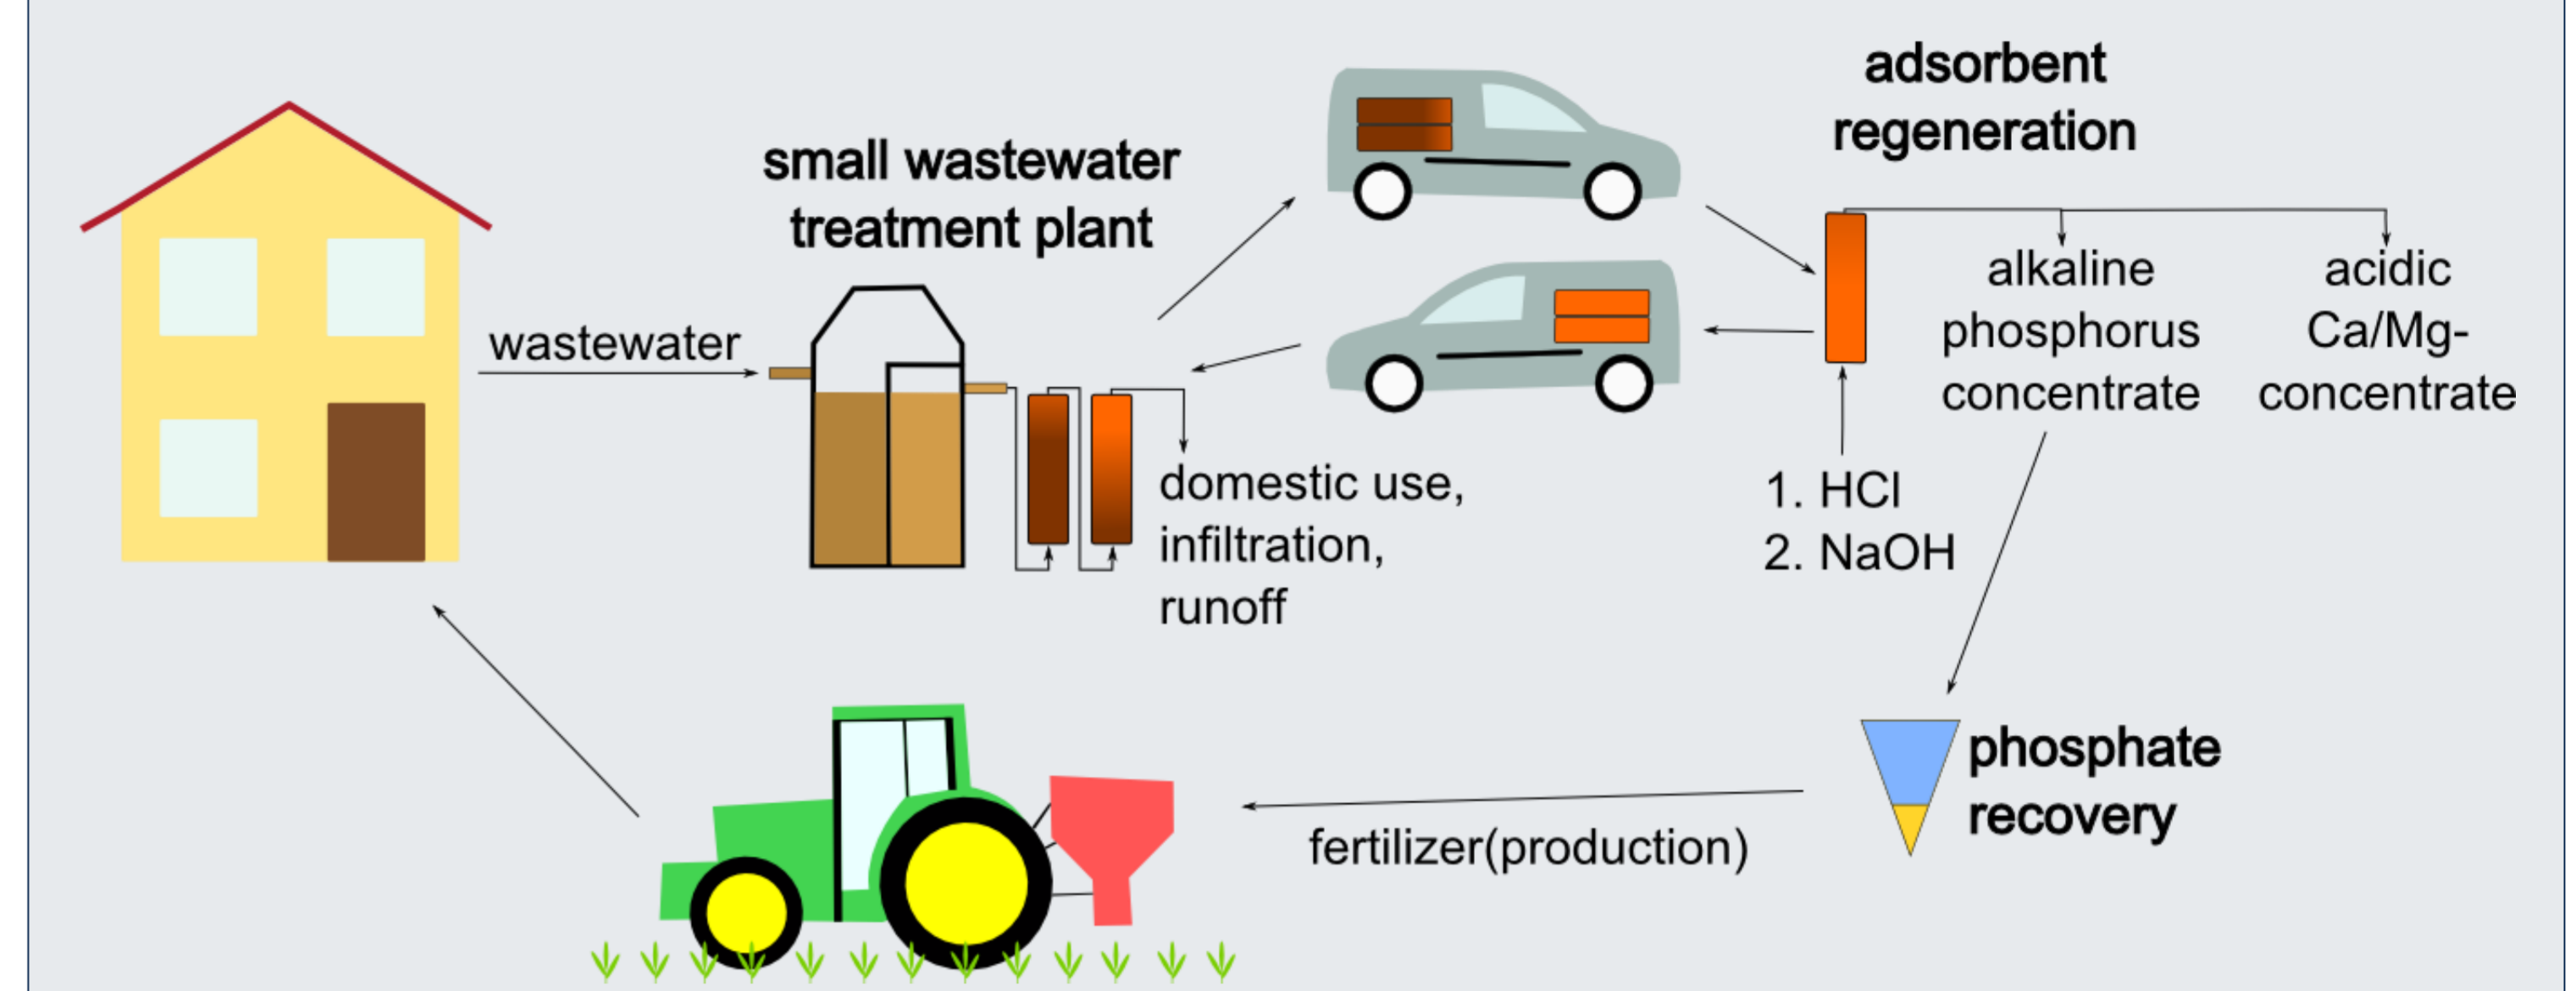 adsorbent
regeneration
small wastewater
treatment plant
wastewater
alkaline
phosphorus
concentrate
acidic
Ca/Mg-
concentrate
domestic use,
infiltration,
runoff
1. HCl
2. NaOH
phosphate
recovery
fertilizer(production)